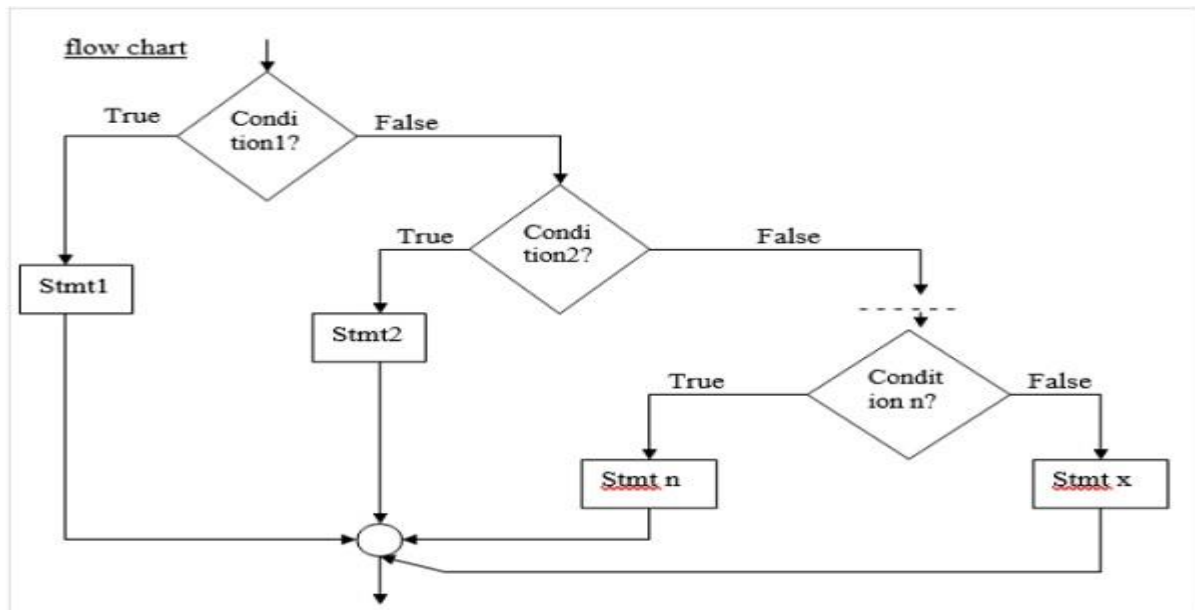 flow chart
True
Condi
tion1?
False
True
Condi
tion2?
False
Stmt1
Stmt2
True
Condit
ion n?
False
Stmt n
Stmt x